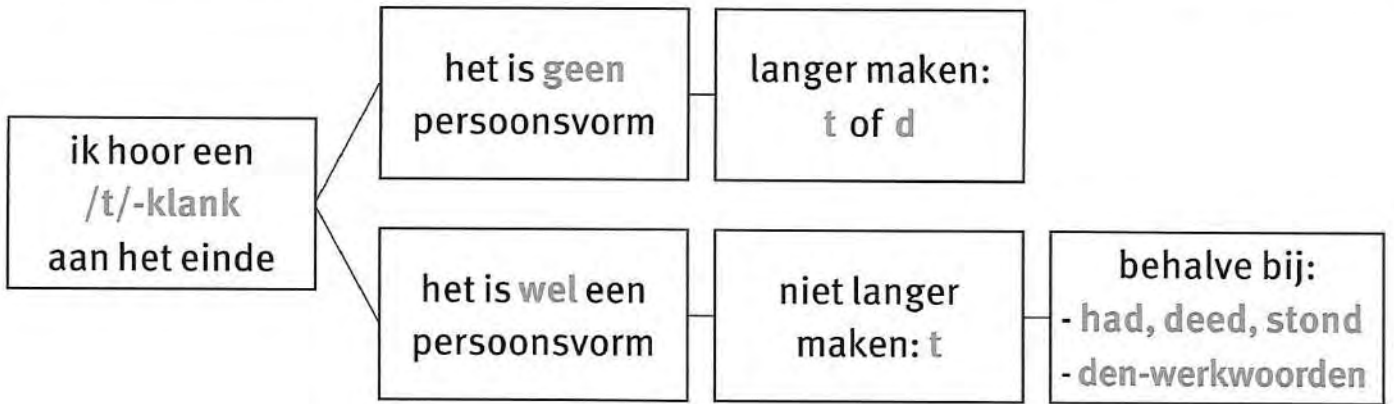 ik hoor een
/t/-klank
aan het einde
het is geen
persoonsvorm
langer maken:
t of d
het is wel een
persoonsvorm
niet langer
maken: t
behalve bij:
- had, deed, stond
- den-werkwoorden